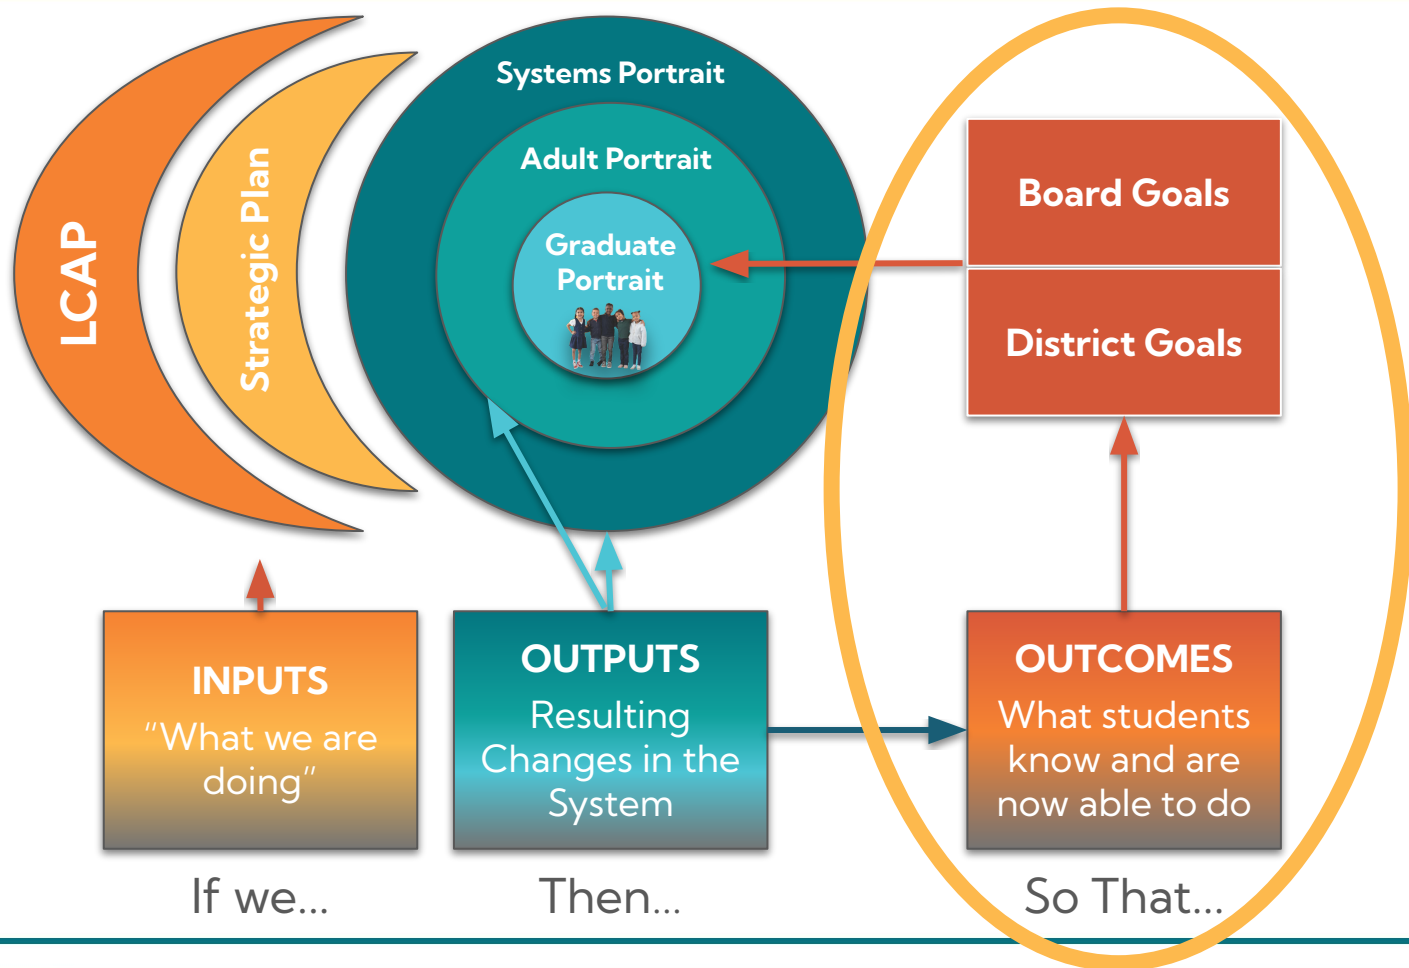 LCAP
Strategic Plan
Systems Portrait
Adult Portrait
Graduate
Portrait
Board Goals
District Goals
INPUTS
"What we are
doing"
OUTPUTS
Resulting
Changes in the
System
OUTCOMES
What students
know and are
now able to do
If we...
Then...
So That...